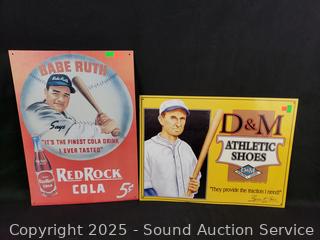 BABE RUTH
Says
"IT'S THE FINEST COLA DRINK
I EVER TASTED"
RED ROCK
COLA
5¢
D&M
ATHLETIC
SHOES
D&M
"They provide the traction I need!"
Copyright 2025 - Sound Auction Service